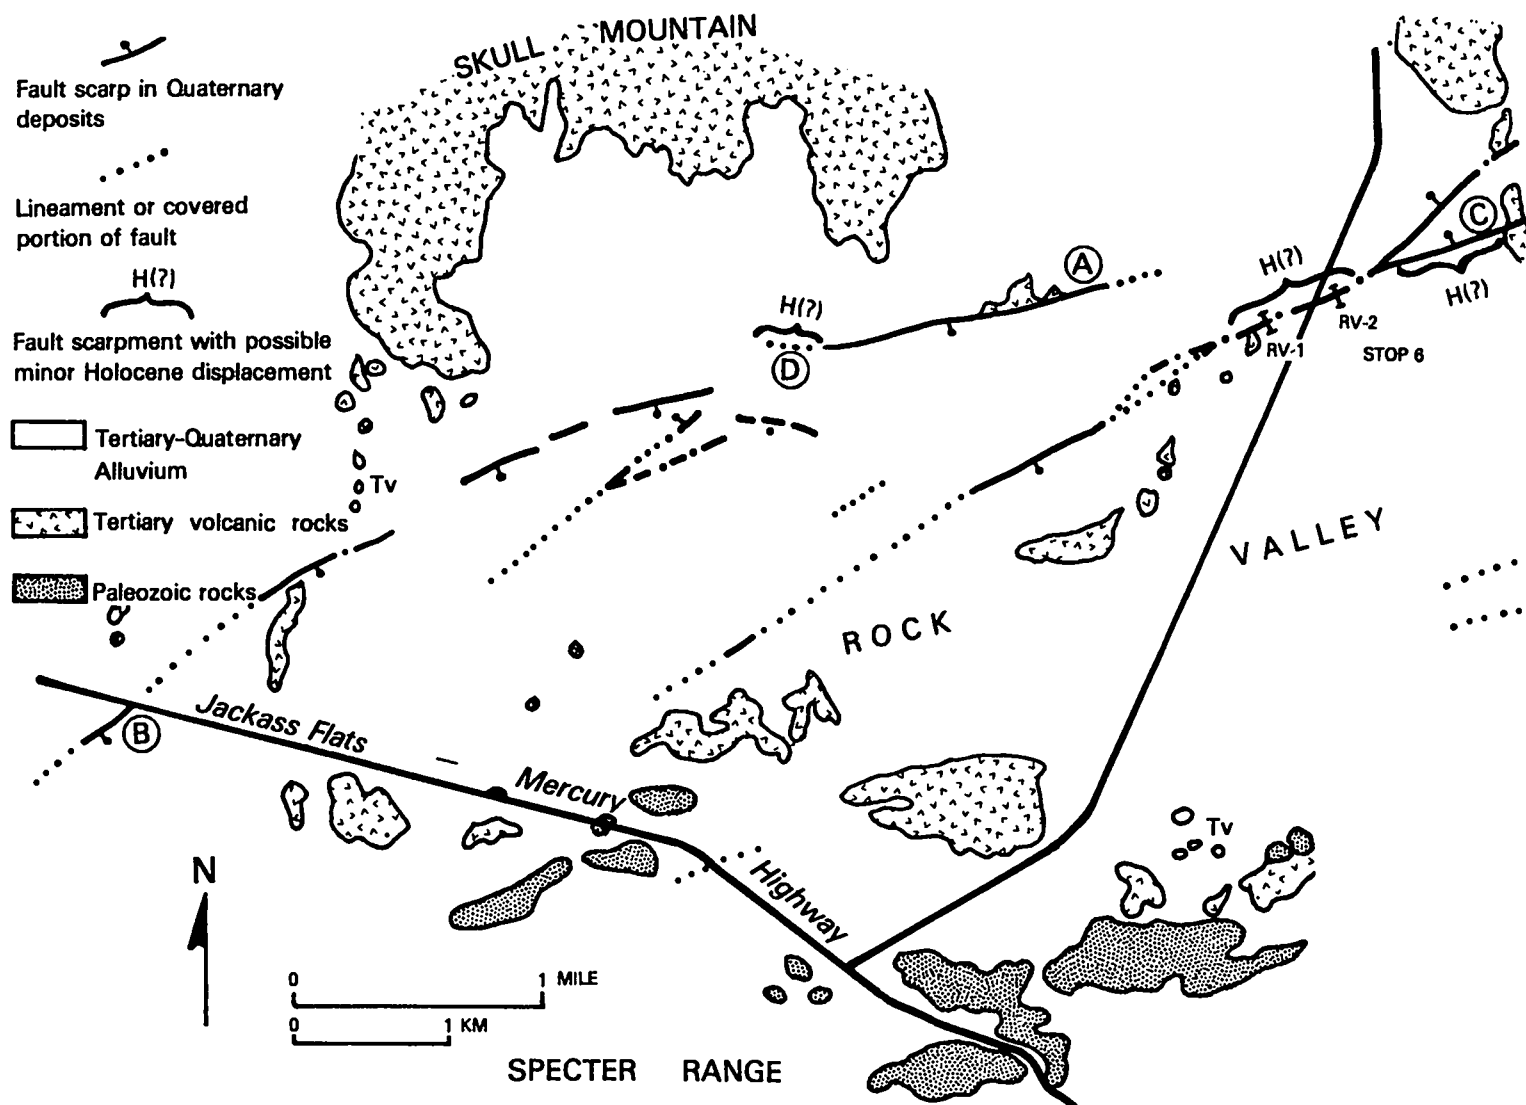 SKULL MOUNTAIN
Fault scarp in Quaternary
deposits
Lineament or covered
portion of fault
H(?)
Fault scarpment with possible
minor Holocene displacement
Tertiary-Quaternary
Alluvium
Tertiary volcanic rocks
Paleozoic rocks
A
H(?)
D
C
H(?)
H(?)
RV-2
RV-1
STOP 6
Tv
ROCK VALLEY
B
Jackass Flats
Mercury
Highway
Tv
N
0 1 MILE
0 1 KM
SPECTER RANGE